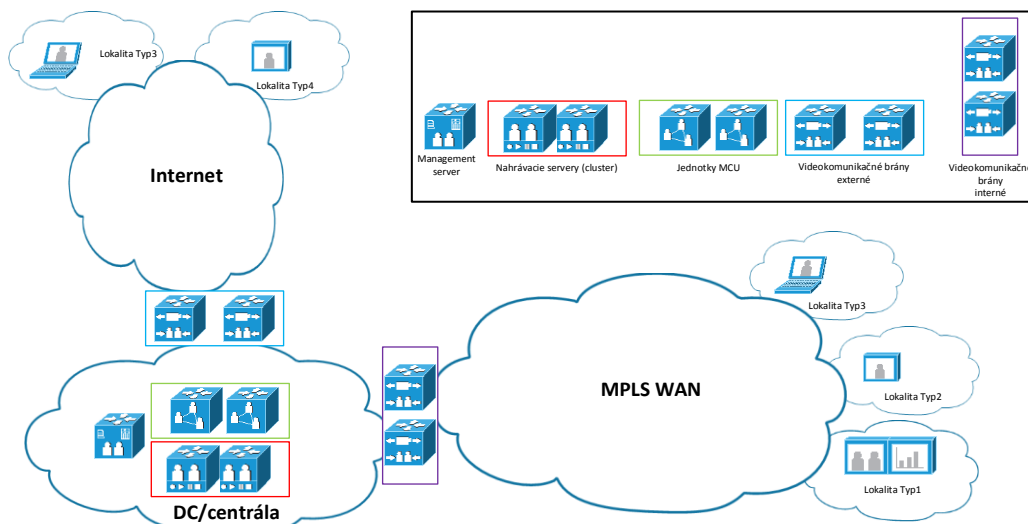 Lokalita Typ3
Lokalita Typ4
Internet
Management
server
Nahrávacie servery (cluster)
Jednotky MCU
Videokomunikačné brány
externé
Videokomunikačné
brány
interné
Lokalita Typ3
MPLS WAN
Lokalita Typ2
Lokalita Typ1
DC/centrála